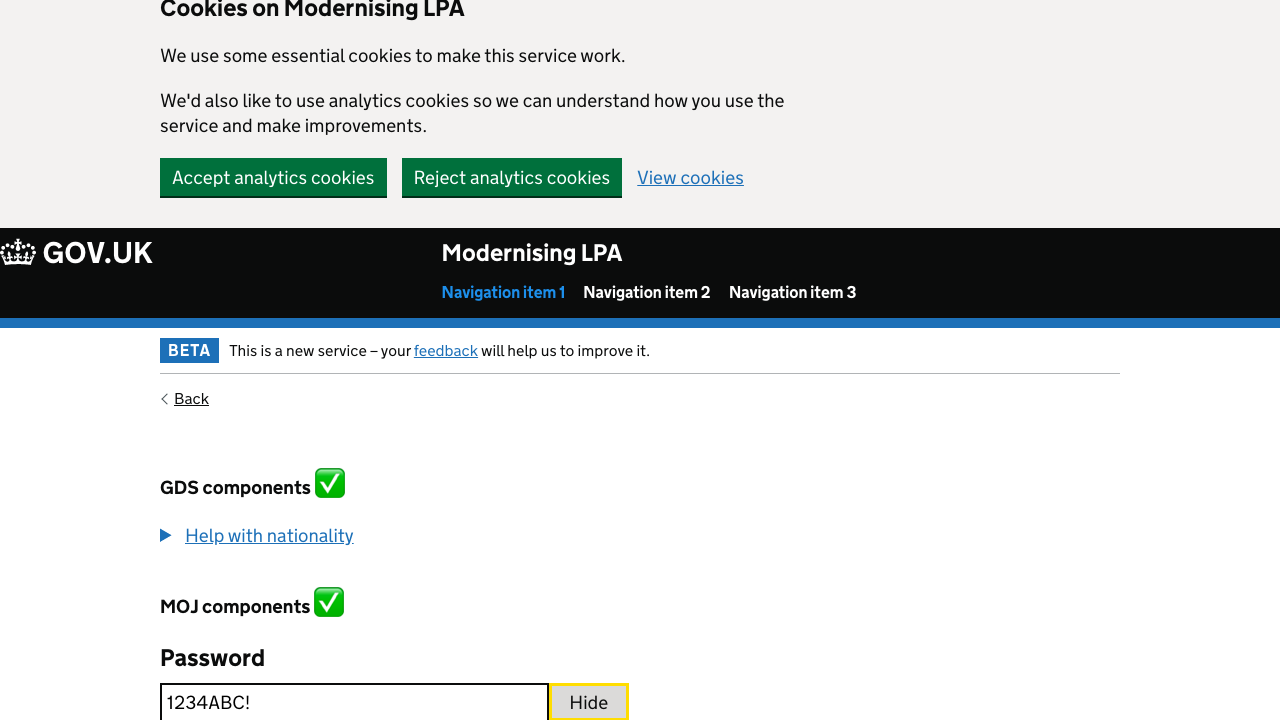 Cookies on Modernising LPA
We use some essential cookies to make this service work.
We'd also like to use analytics cookies so we can understand how you use the
service and make improvements.
Accept analytics cookies Reject analytics cookies View cookies
GOV.UK Modernising LPA
Navigation item 1 Navigation item 2 Navigation item 3
BETA This is a new service – your feedback will help us to improve it.
Back
GDS components ✅
Help with nationality
MOJ components ✅
Password
1234ABC! Hide